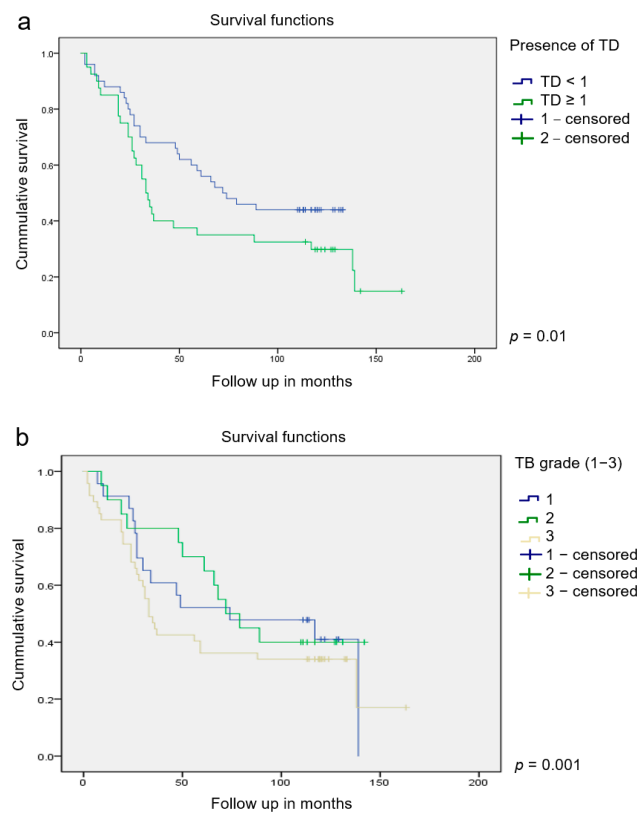 a
Survival functions
Cummulative survival
1.0
0.8
0.6
0.4
0.2
0.0
0
50
100
150
200
Follow up in months
Presence of TD
TD < 1
TD ≥ 1
1 – censored
2 – censored
p = 0.01
b
Survival functions
Cummulative survival
1.0
0.8
0.6
0.4
0.2
0.0
0
50
100
150
200
Follow up in months
TB grade (1–3)
1
2
3
1 – censored
2 – censored
3 – censored
p = 0.001